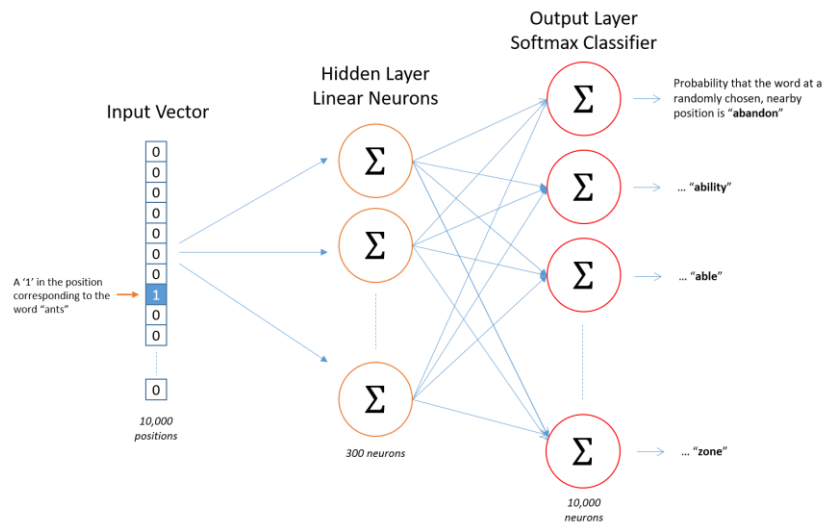 Output Layer
Softmax Classifier
Hidden Layer
Linear Neurons
Input Vector
0
0
0
0
0
0
0
1
0
0
0
A ‘1’ in the position
corresponding to the
word “ants”
10,000
positions
Σ
Σ
Σ
300 neurons
Σ
Σ
Σ
Σ
10,000
neurons
Probability that the word at a
randomly chosen, nearby
position is “abandon”
... “ability”
... “able”
... “zone”